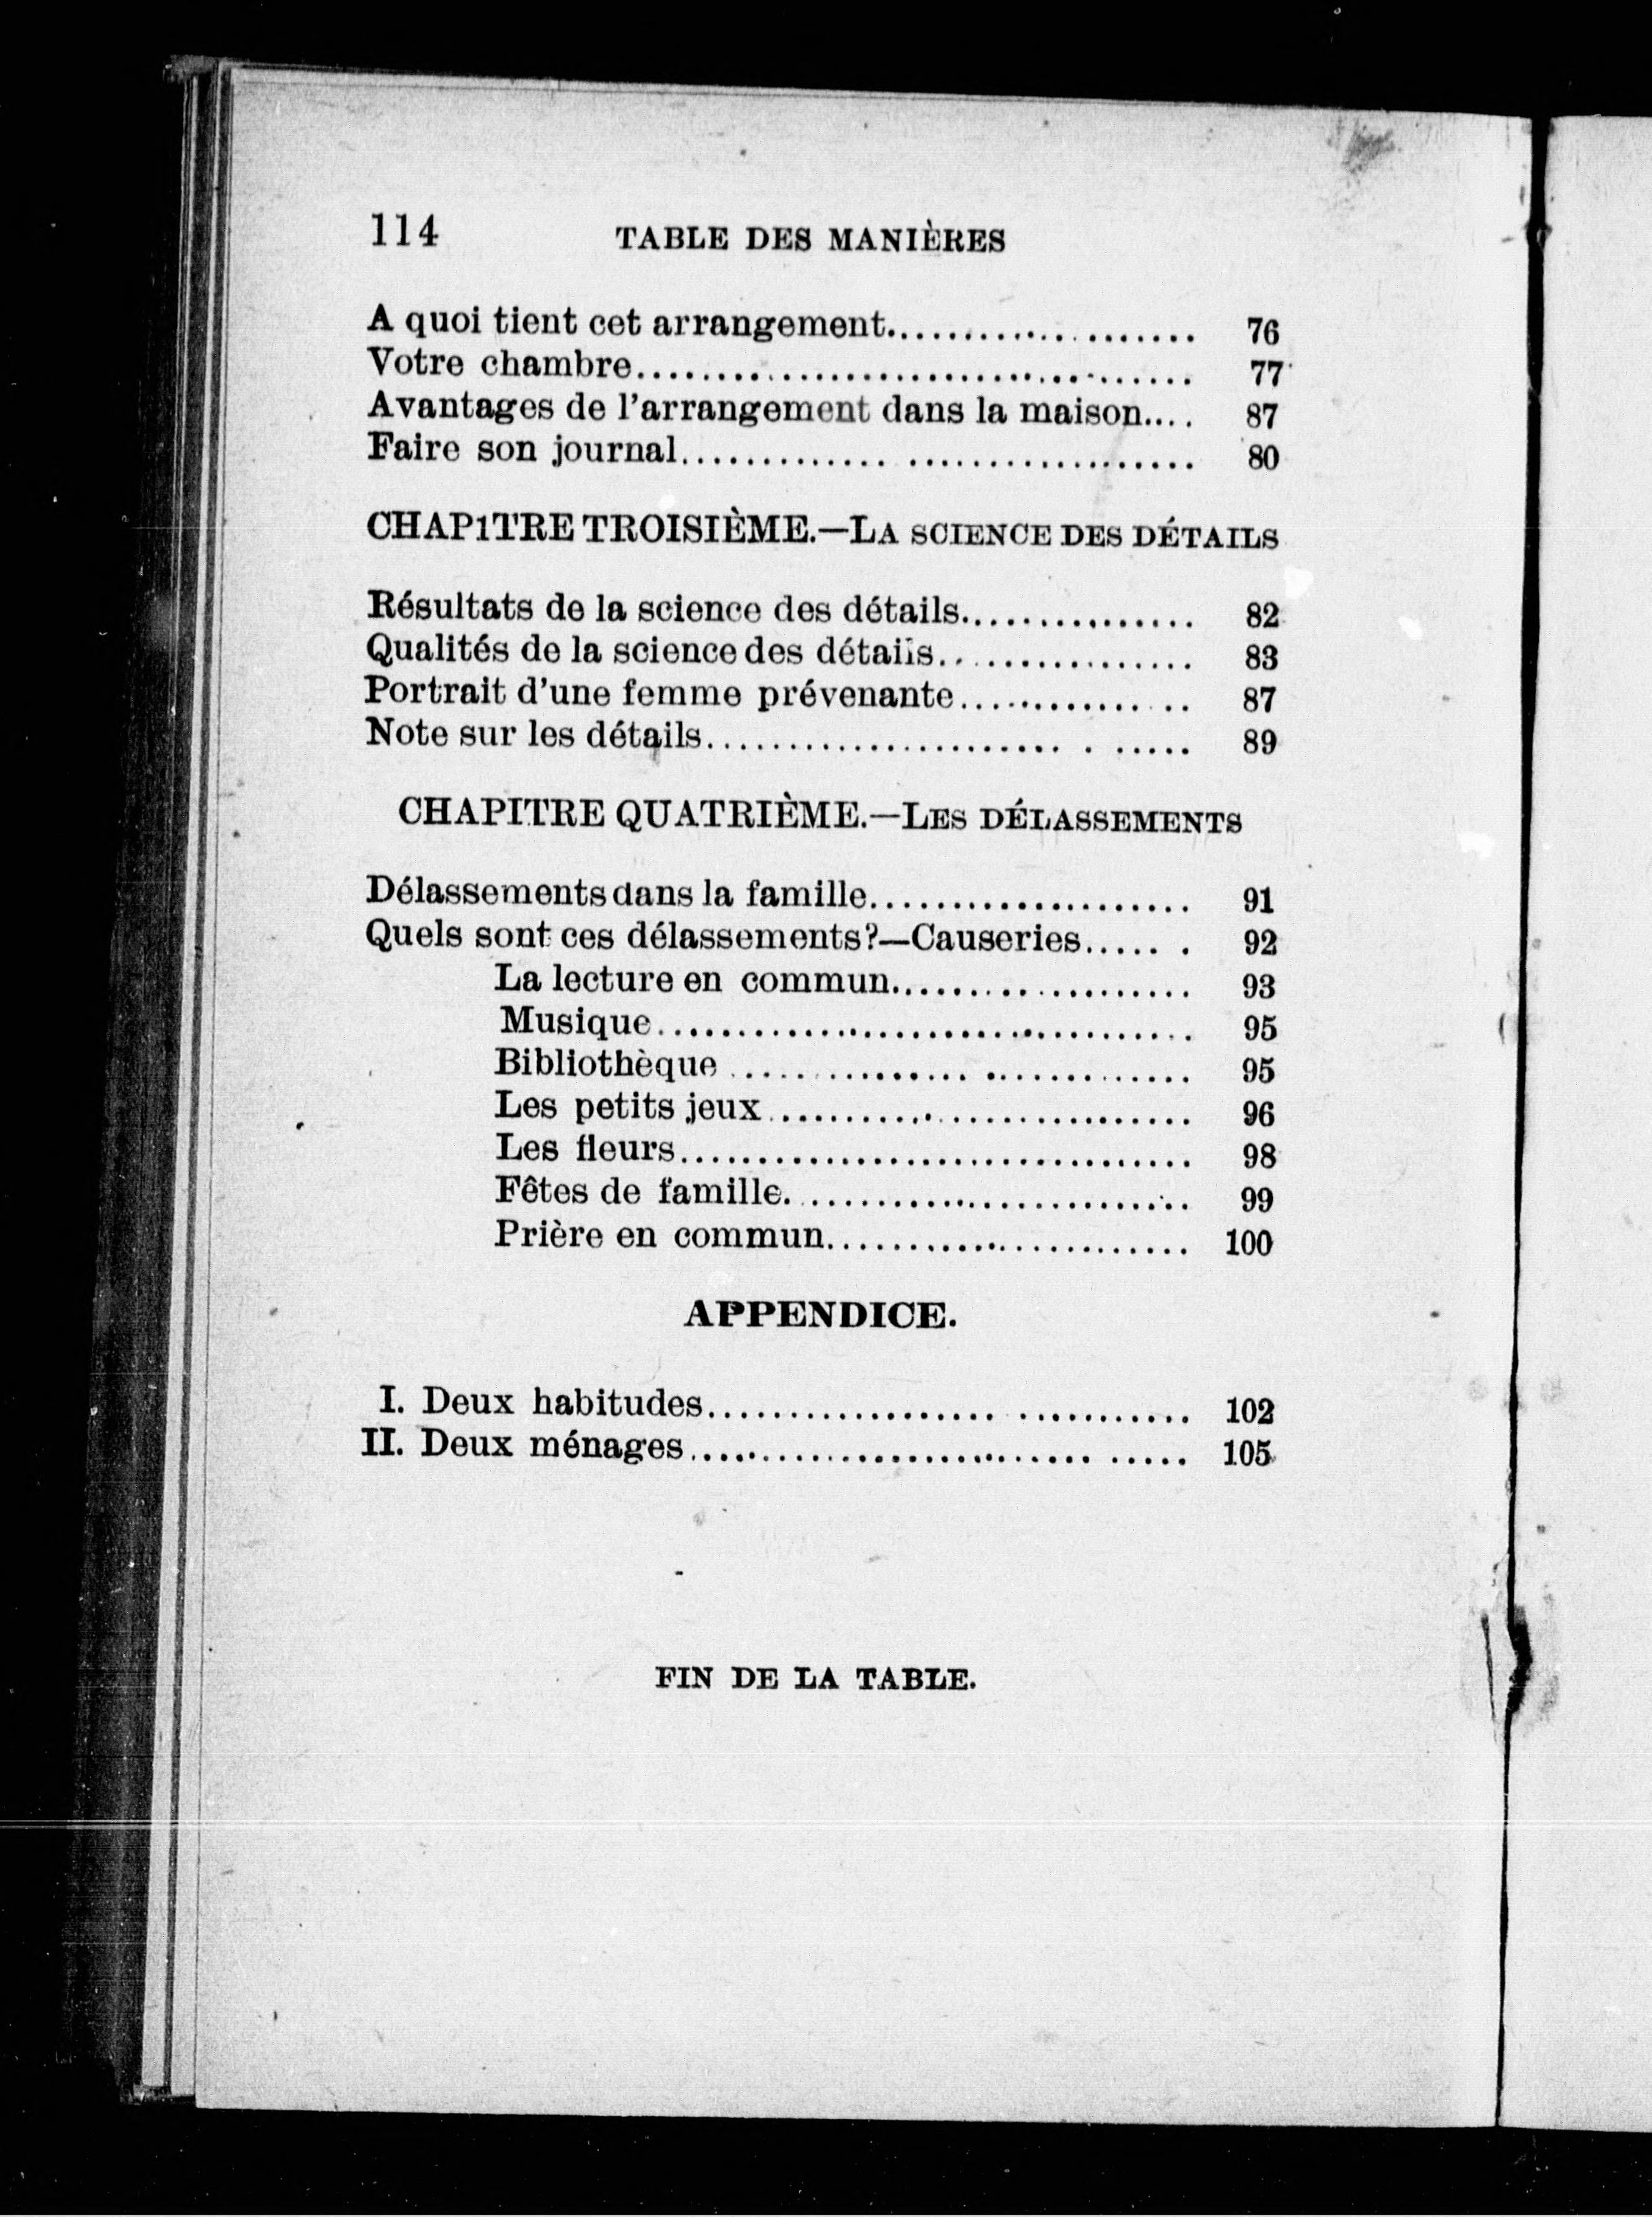 114 TABLE DES MANIÈRES
A quoi tient cet arrangement.................... 76
Votre chambre................................... 77
Avantages de l'arrangement dans la maison.... 87
Faire son journal................................ 80
CHAPITRE TROISIÈME.—LA SCIENCE DES DÉTAILS
Résultats de la science des détails............... 82
Qualités de la science des détails................ 83
Portrait d'une femme prévenante............... 87
Note sur les détails............................ 89
CHAPITRE QUATRIÈME.—LES DÉLASSEMENTS
Délassements dans la famille.................... 91
Quels sont ces délassements?—Causeries...... 92
La lecture en commun................... 93
Musique.................................. 95
Bibliothèque ............................ 95
Les petits jeux.......................... 96
Les fleurs................................ 98
Fêtes de famille......................... 99
Prière en commun....................... 100
APPENDICE.
I. Deux habitudes............................. 102
II. Deux ménages.............................. 105
FIN DE LA TABLE.